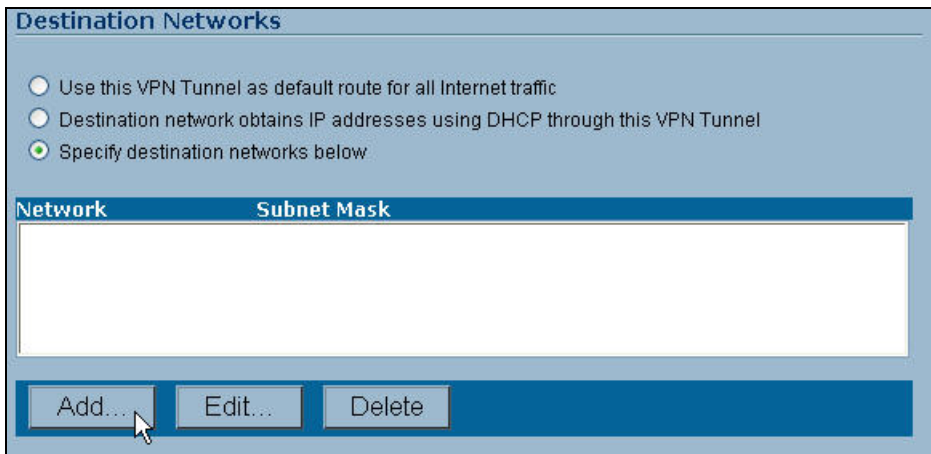 Destination Networks
Use this VPN Tunnel as default route for all Internet traffic
Destination network obtains IP addresses using DHCP through this VPN Tunnel
Specify destination networks below
Network Subnet Mask
Add... Edit... Delete